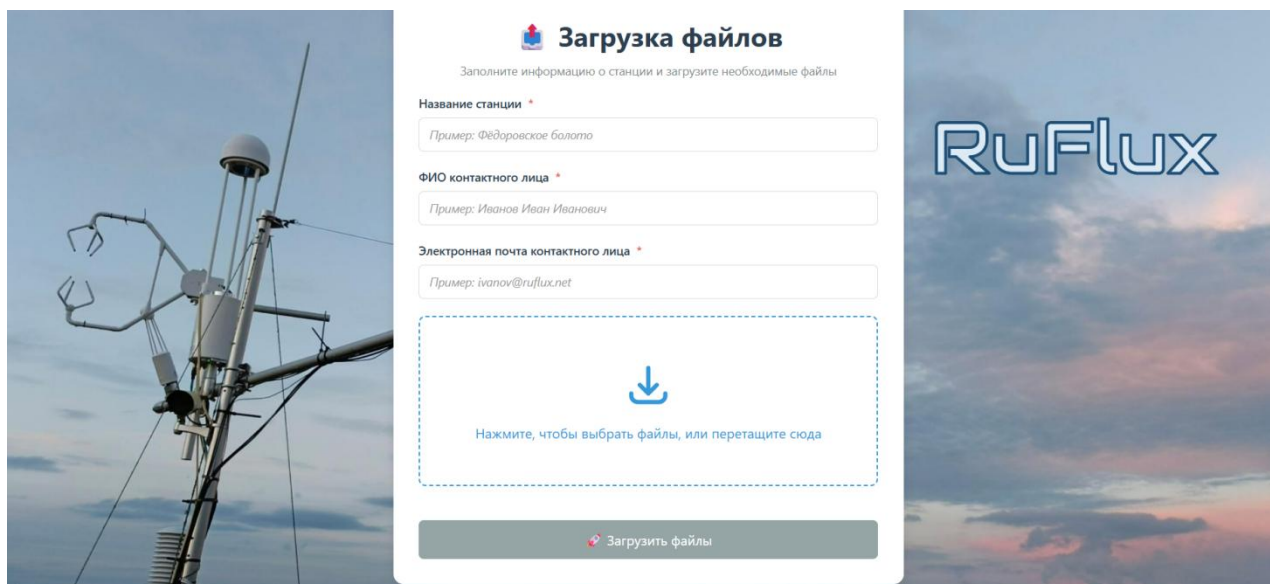 Загрузка файлов
Заполните информацию о станции и загрузите необходимые файлы
Название станции *
Пример: Фёдоровское болото
ФИО контактного лица *
Пример: Иванов Иван Иванович
Электронная почта контактного лица *
Пример: ivanov@ruflux.net
Нажмите, чтобы выбрать файлы, или перетащите сюда
Загрузить файлы
RuFlux